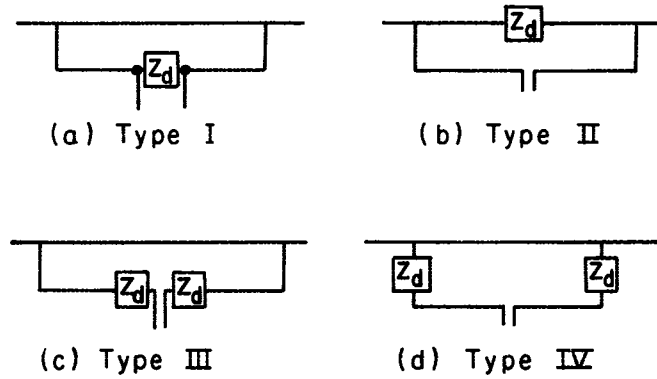 Zd
Zd
(a) Type I
(b) Type II
Zd Zd
Zd Zd
(c) Type III
(d) Type IV